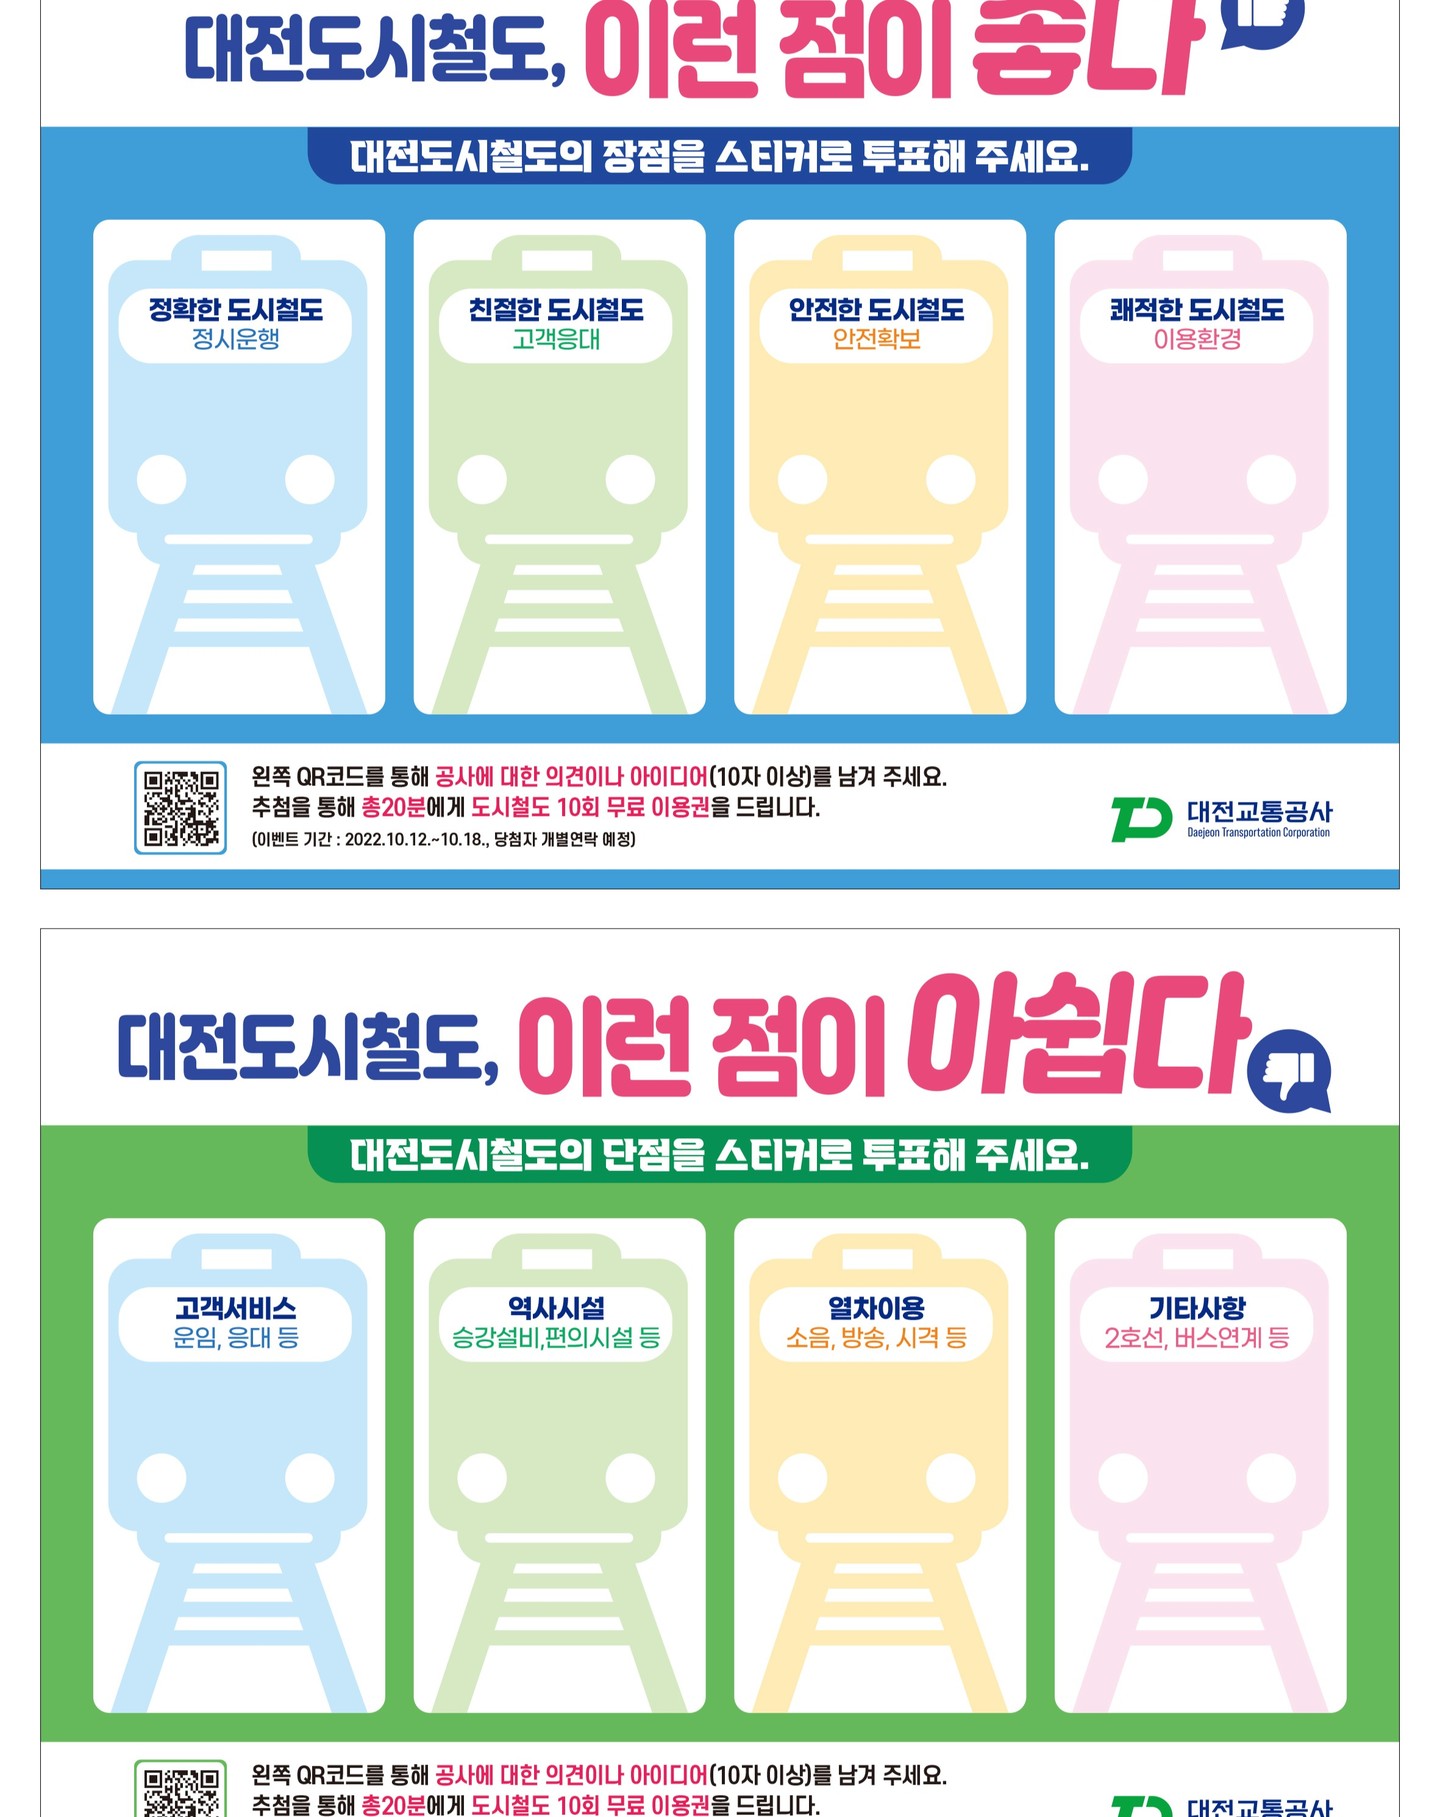 대전도시철도, 이런 점이 좋다
대전도시철도의 장점을 스티커로 투표해 주세요.
정확한 도시철도
정시운행
친절한 도시철도
고객응대
안전한 도시철도
안전확보
쾌적한 도시철도
이용환경
왼쪽 QR코드를 통해 공사에 대한 의견이나 아이디어(10자 이상)를 남겨 주세요.
추첨을 통해 총20분에게 도시철도 10회 무료 이용권을 드립니다.
(이벤트 기간 : 2022.10.12.~10.18., 당첨자 개별연락 예정)
대전교통공사
Daejeon Transportation Corporation
대전도시철도, 이런 점이 아쉽다
대전도시철도의 단점을 스티커로 투표해 주세요.
고객서비스
운임, 응대 등
역사시설
승강설비,편의시설 등
열차이용
소음, 방송, 시격 등
기타사항
2호선, 버스연계 등
왼쪽 QR코드를 통해 공사에 대한 의견이나 아이디어(10자 이상)를 남겨 주세요.
추첨을 통해 총20분에게 도시철도 10회 무료 이용권을 드립니다.
대전교통공사